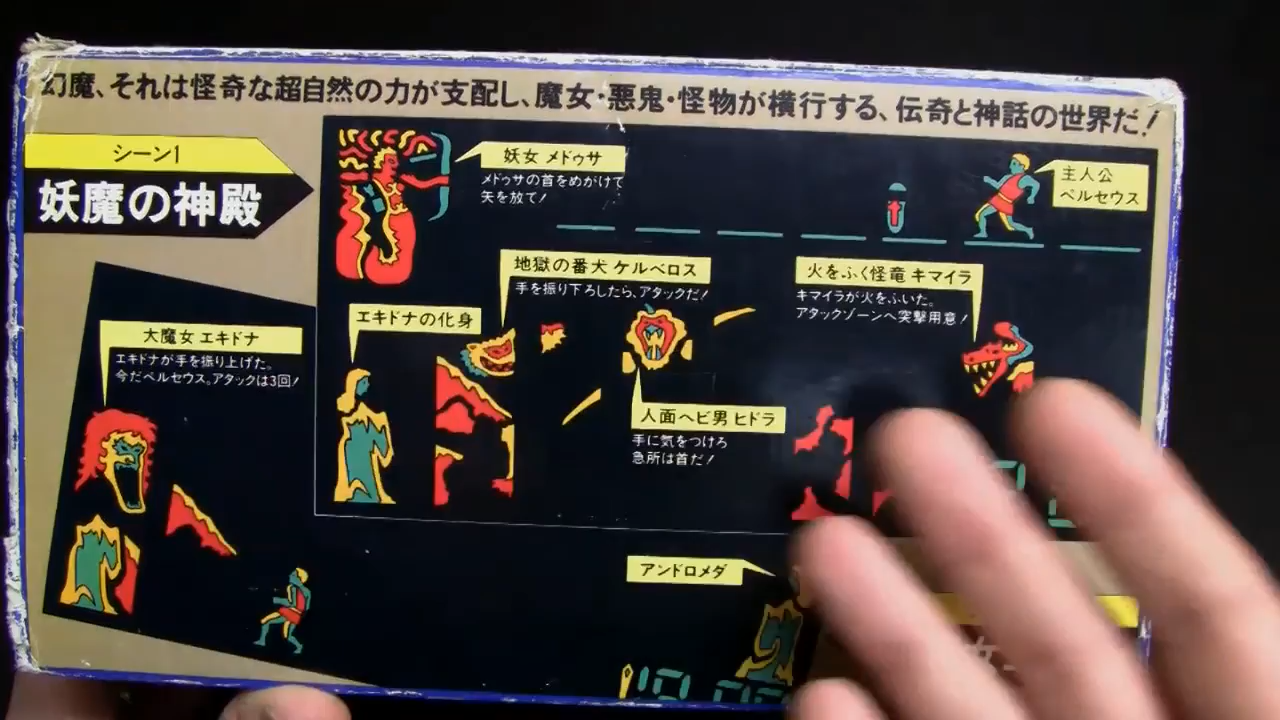 幻魔、それは怪奇な超自然の力が支配し、魔女・悪鬼・怪物が横行する、伝奇と神話の世界だ!
シーン1
妖魔の神殿
妖女 メドゥサ
メドゥサの首をめがけて
矢を放て!
主人公
ペルセウス
地獄の番犬 ケルベロス
手を振り下ろしたら、アタックだ!
火をふく怪竜 キマイラ
キマイラが火をふいた。
アタックゾーンへ突撃用意!
エキドナの化身
大魔女 エキドナ
エキドナが手を振り上げた。
今だペルセウス。アタックは3回!
人面ヘビ男 ヒドラ
手に気をつけろ
急所は首だ!
アンドロメダ